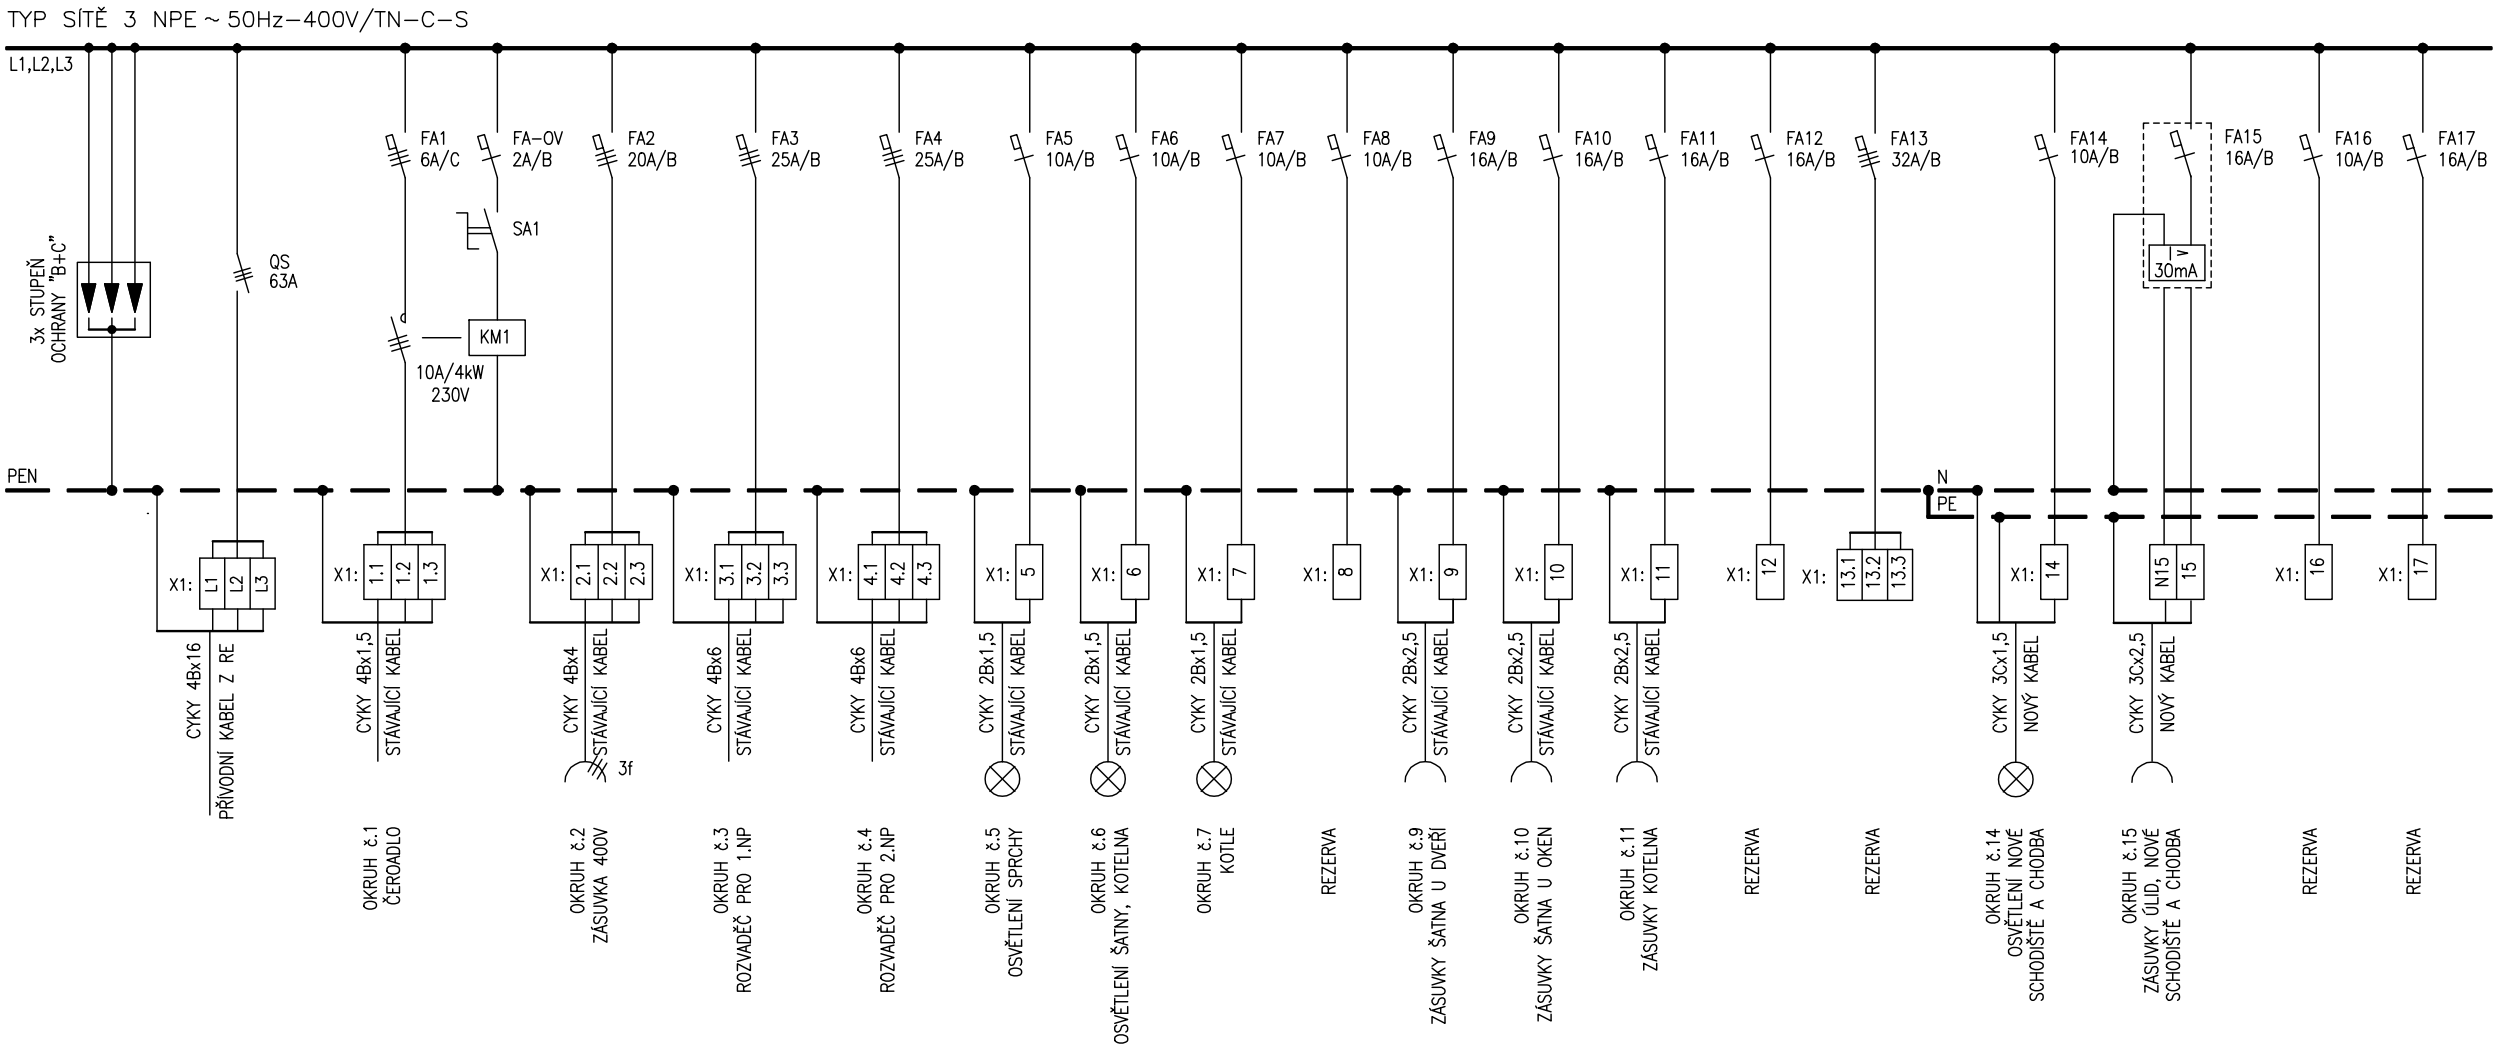 TYP SÍTĚ 3 NPE ~ 50Hz-400V/TN-C-S
L1,L2,L3
3x STUPEŇ
OCHRANY "B+C"
QS
63A
FA1
6A/C
FA-OV
2A/B
SA1
KM1
10A/4kW
230V
FA2
20A/B
FA3
25A/B
FA4
25A/B
FA5
10A/B
FA6
10A/B
FA7
10A/B
FA8
10A/B
FA9
16A/B
FA10
16A/B
FA11
16A/B
FA12
16A/B
FA13
32A/B
FA14
10A/B
FA15
16A/B
I>
30mA
FA16
10A/B
FA17
16A/B
PEN
N
PE
X1: L1 L2 L3
X1: 1.1 1.2 1.3
X1: 2.1 2.2 2.3
X1: 3.1 3.2 3.3
X1: 4.1 4.2 4.3
X1: 5
X1: 6
X1: 7
X1: 8
X1: 9
X1: 10
X1: 11
X1: 12
X1: 13.1 13.2 13.3
X1: 14
N15 15
X1: 16
X1: 17
CYKY 4Bx16
PŘÍVODNÍ KABEL Z RE
CYKY 4Bx1,5
STÁVAJÍCÍ KABEL
CYKY 4Bx4
STÁVAJÍCÍ KABEL
3f
CYKY 4Bx6
STÁVAJÍCÍ KABEL
CYKY 4Bx6
STÁVAJÍCÍ KABEL
CYKY 2Bx1,5
STÁVAJÍCÍ KABEL
CYKY 2Bx1,5
STÁVAJÍCÍ KABEL
CYKY 2Bx1,5
STÁVAJÍCÍ KABEL
CYKY 2Bx2,5
STÁVAJÍCÍ KABEL
CYKY 2Bx2,5
STÁVAJÍCÍ KABEL
CYKY 2Bx2,5
STÁVAJÍCÍ KABEL
CYKY 3Cx1,5
NOVÝ KABEL
CYKY 3Cx2,5
NOVÝ KABEL
OKRUH č.1
ČEROADLO
OKRUH č.2
ZÁSUVKA 400V
OKRUH č.3
ROZVADĚČ PRO 1.NP
OKRUH č.4
ROZVADĚČ PRO 2.NP
OKRUH č.5
OSVĚTLENÍ SPRCHY
OKRUH č.6
OSVĚTLENÍ ŠATNY, KOTELNA
OKRUH č.7
KOTLE
REZERVA
OKRUH č.9
ZÁSUVKY ŠATNA U DVEŘÍ
OKRUH č.10
ZÁSUVKY ŠATNA U OKEN
OKRUH č.11
ZÁSUVKY KOTELNA
REZERVA
REZERVA
OKRUH č.14
OSVĚTLENÍ NOVÉ
SCHODIŠTĚ A CHODBA
OKRUH č.15
ZÁSUVKY ÚLID, NOVÉ
SCHODIŠTĚ A CHODBA
REZERVA
REZERVA